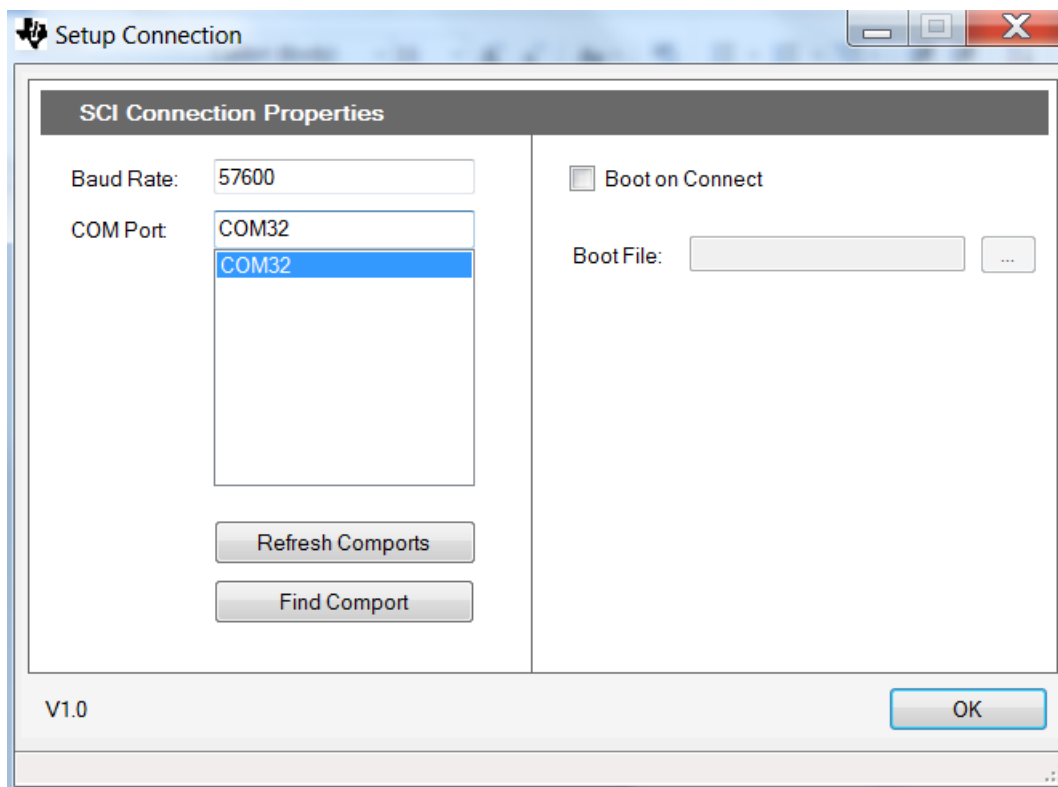 Setup Connection
SCI Connection Properties
Baud Rate: 57600
COM Port: COM32
COM32
Refresh Comports
Find Comport
Boot on Connect
Boot File:
...
V1.0
OK